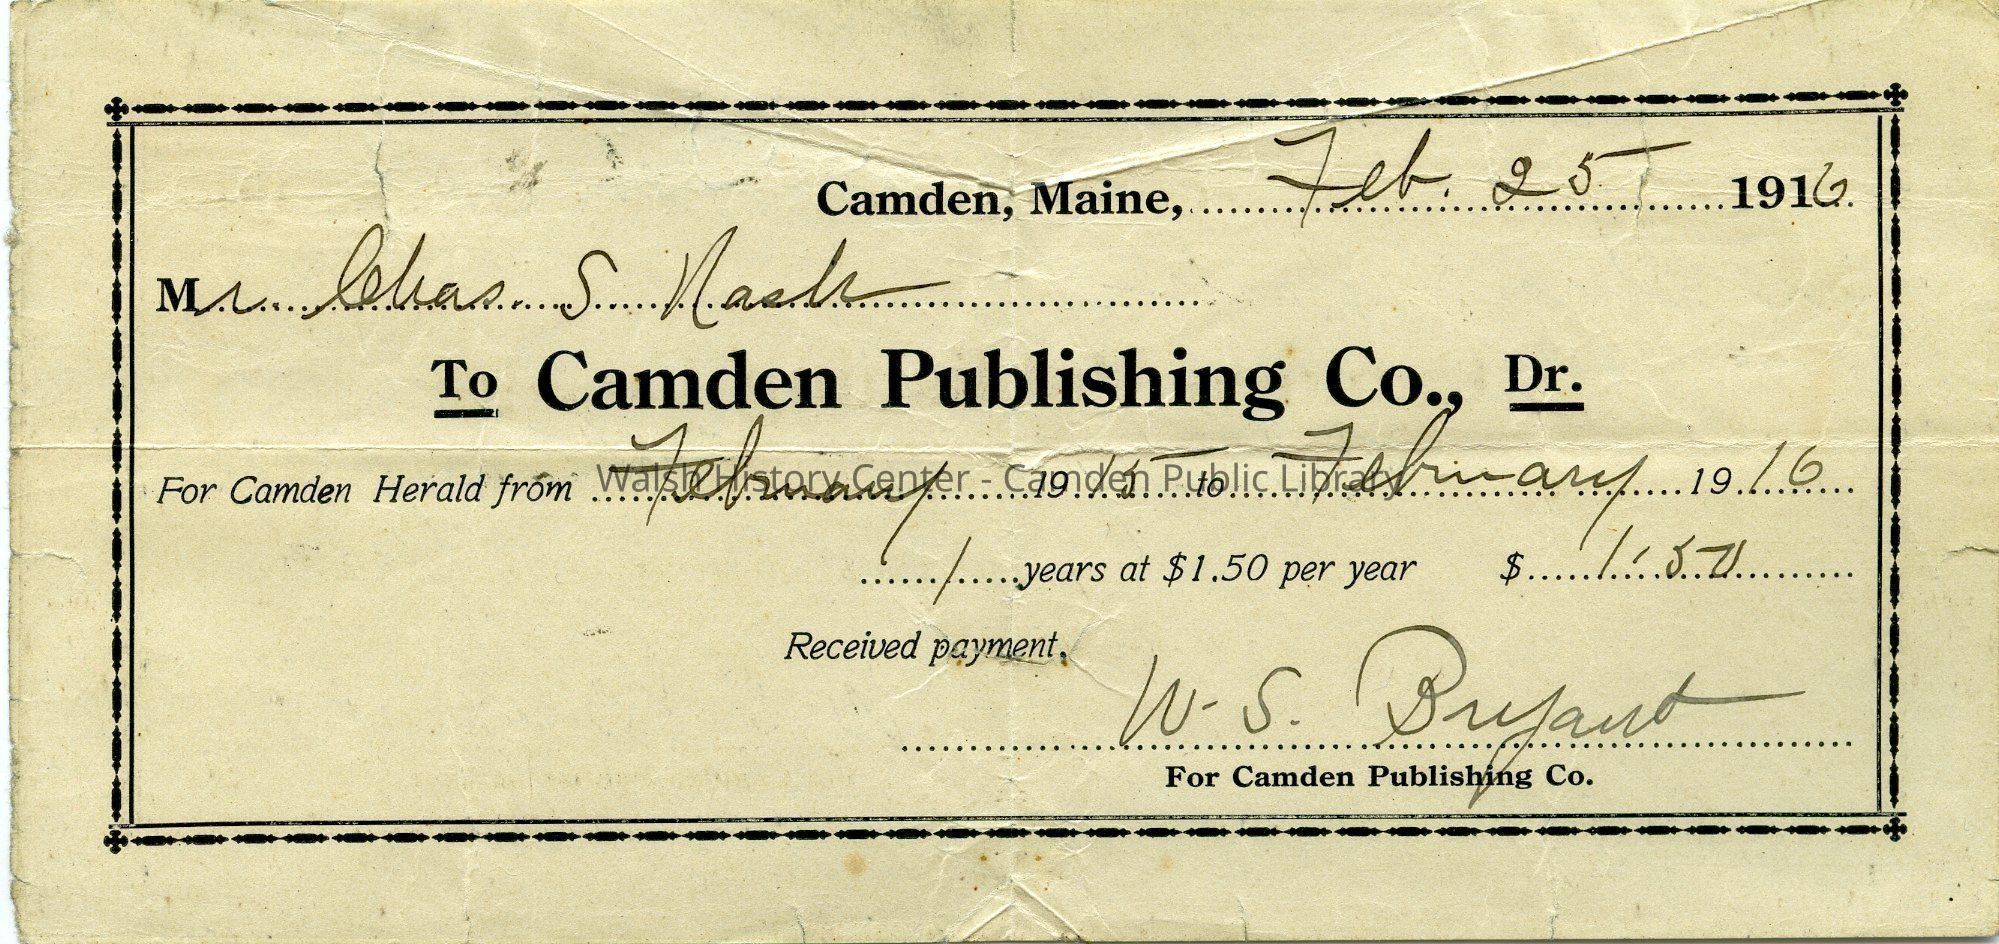 Camden, Maine, Feb. 25 1916
Mr. Chas. S. Nash
To Camden Publishing Co., Dr.
For Camden Herald from February 1915 to February 1916
Walsh History Center - Camden Public Library
1 years at $1.50 per year $ 1.50
Received payment,
W. S. Bryant
For Camden Publishing Co.